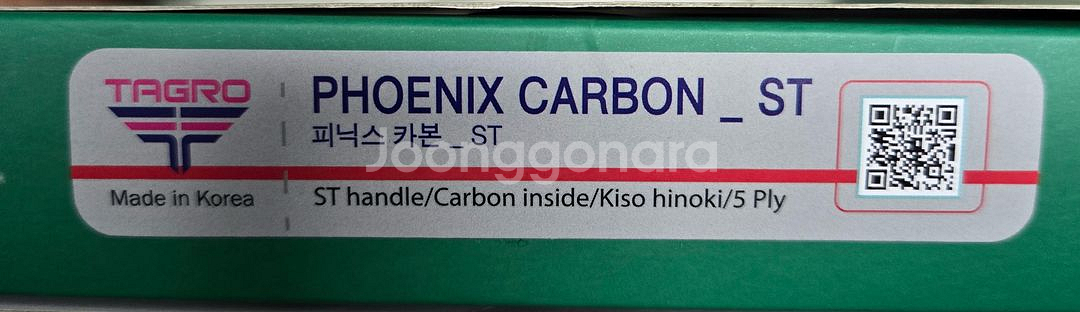 TAGRO
Made in Korea
PHOENIX CARBON _ ST
피닉스 카본 _ ST
Joonggonara
ST handle/Carbon inside/Kiso hinoki/5 Ply